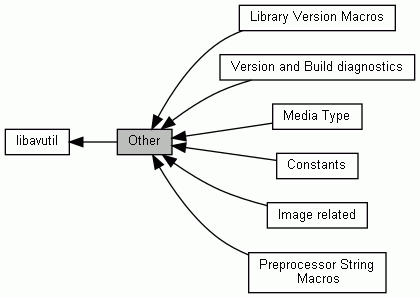 Library Version Macros
Version and Build diagnostics
Media Type
libavutil
Other
Constants
Image related
Preprocessor String
Macros